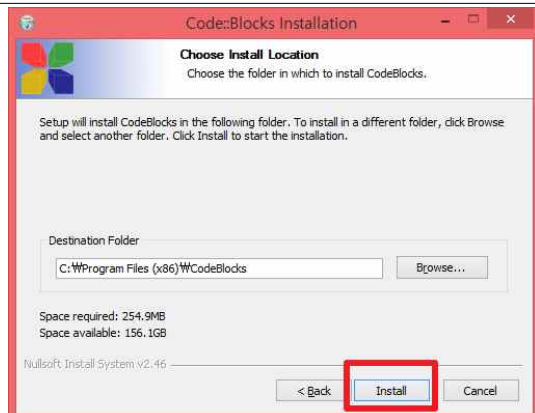 Code::Blocks Installation
Choose Install Location
Choose the folder in which to install CodeBlocks.
Setup will install CodeBlocks in the following folder. To install in a different folder, click Browse
and select another folder. Click Install to start the installation.
Destination Folder
C:₩Program Files (x86)₩CodeBlocks
Browse...
Space required: 254.9MB
Space available: 156.1GB
Nullsoft Install System v2.46
< Back
Install
Cancel